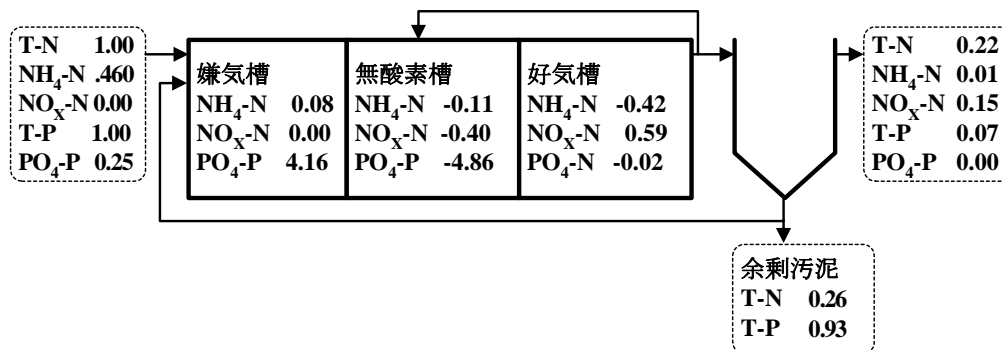 T-N 1.00
NH4-N .460
NOX-N 0.00
T-P 1.00
PO4-P 0.25
嫌気槽
NH4-N 0.08
NOX-N 0.00
PO4-P 4.16
無酸素槽
NH4-N -0.11
NOX-N -0.40
PO4-P -4.86
好気槽
NH4-N -0.42
NOX-N 0.59
PO4-N -0.02
T-N 0.22
NH4-N 0.01
NOX-N 0.15
T-P 0.07
PO4-P 0.00
余剰汚泥
T-N 0.26
T-P 0.93